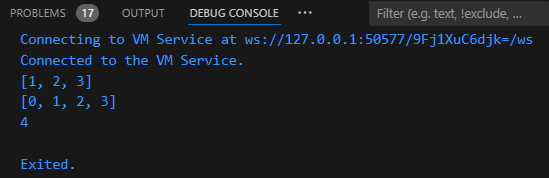 PROBLEMS 17 OUTPUT DEBUG CONSOLE ... Filter (e.g. text, !exclude, ...
Connecting to VM Service at ws://127.0.0.1:50577/9Fj1XuC6djk=/ws
Connected to the VM Service.
[1, 2, 3]
[0, 1, 2, 3]
4
Exited.